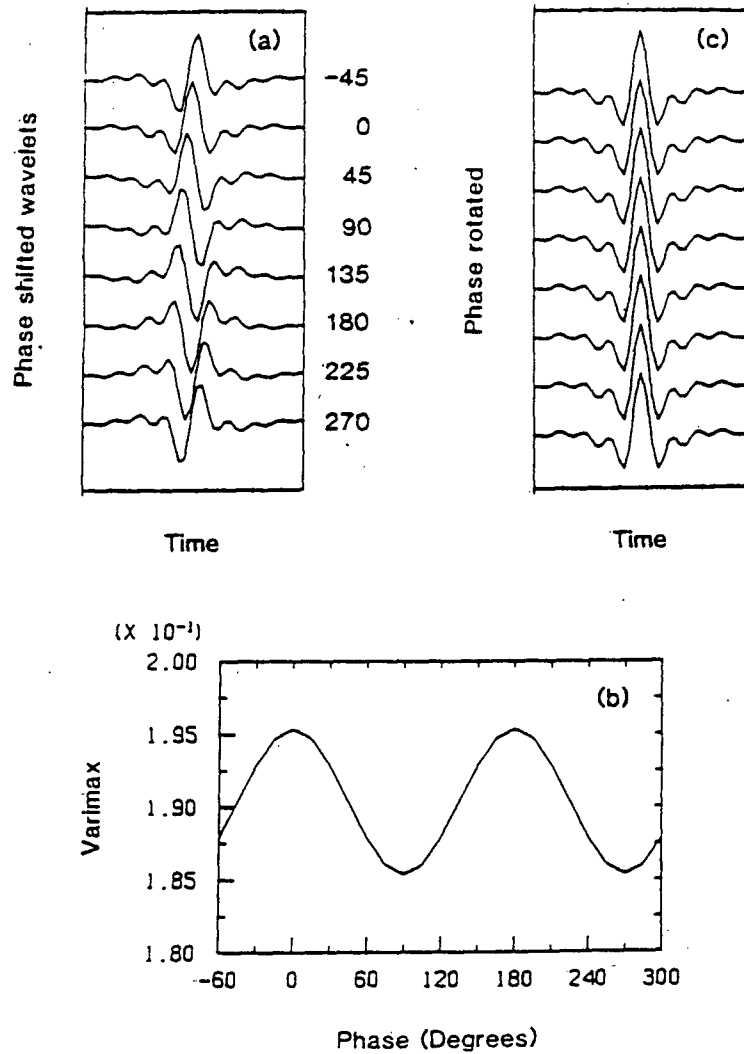 (a)
Phase shifted wavelets
-45
0
45
90
135
180
225
270
Time
(c)
Phase rotated
Time
(X 10⁻¹)
2.00
1.95
1.90
1.85
1.80
Varimax
(b)
-60 0 60 120 180 240 300
Phase (Degrees)